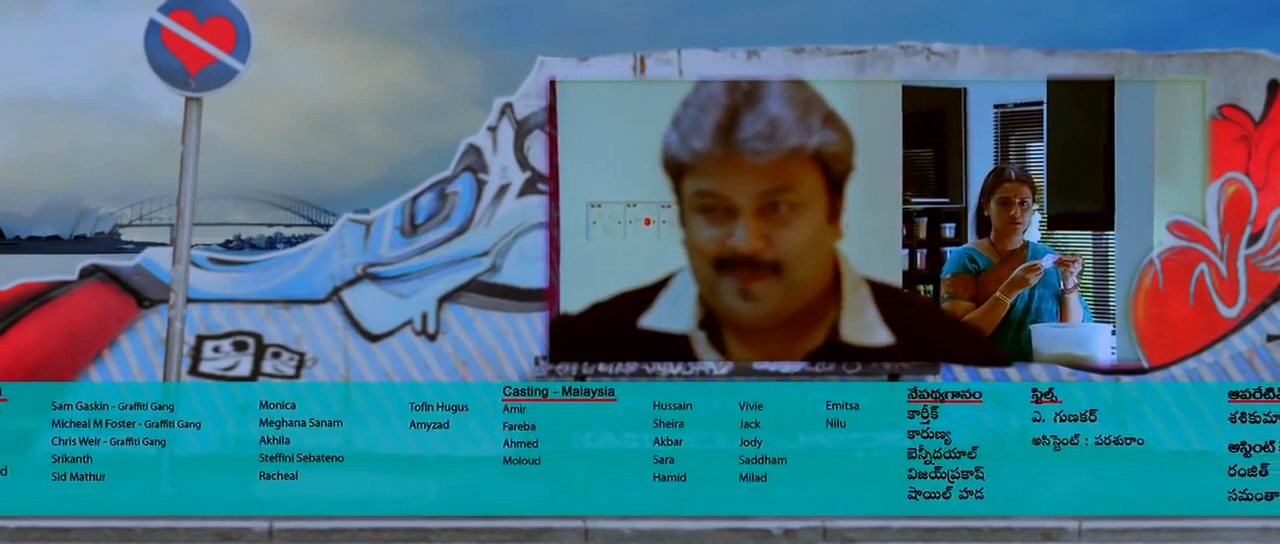 Sam Gaskin - Graffiti Gang
Micheal M Foster - Graffiti Gang
Chris Weir - Graffiti Gang
Srikanth
Sid Mathur
Monica
Meghana Sanam
Akhila
Steffini Sebateno
Racheal
Tofin Hugus
Amyzad
Casting - Malaysia
Amir
Fareba
Ahmed
Moloud
Hussain
Sheira
Akbar
Sara
Hamid
Vivie
Jack
Jody
Saddham
Milad
Emitsa
Nilu
నేపథ్యగానం
కార్తీక్
కారుణ్య
బెన్నీదయాల్
విజయ్‌ప్రకాష్
షాయిల్ హడ
స్టిల్స్
ఎ. గుణకర్
అసిస్టెంట్ : పరశురాం
రంజిత్